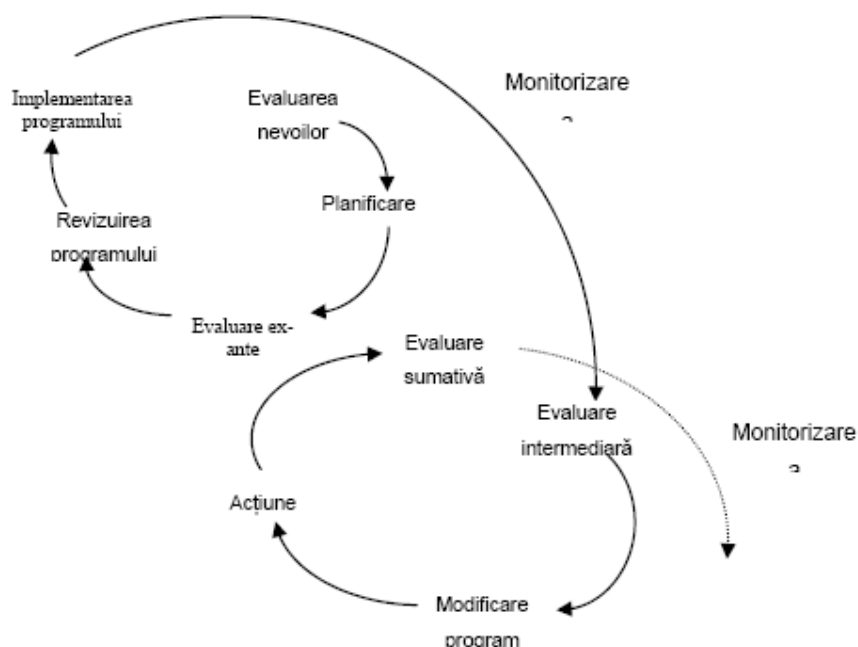 Implementarea
programului
Evaluarea
nevoilor
Monitorizare
Planificare
Revizuirea
programului
Evaluare ex-
ante
Evaluare
sumativă
Evaluare
intermediară
Monitorizare
Acțiune
Modificare
program